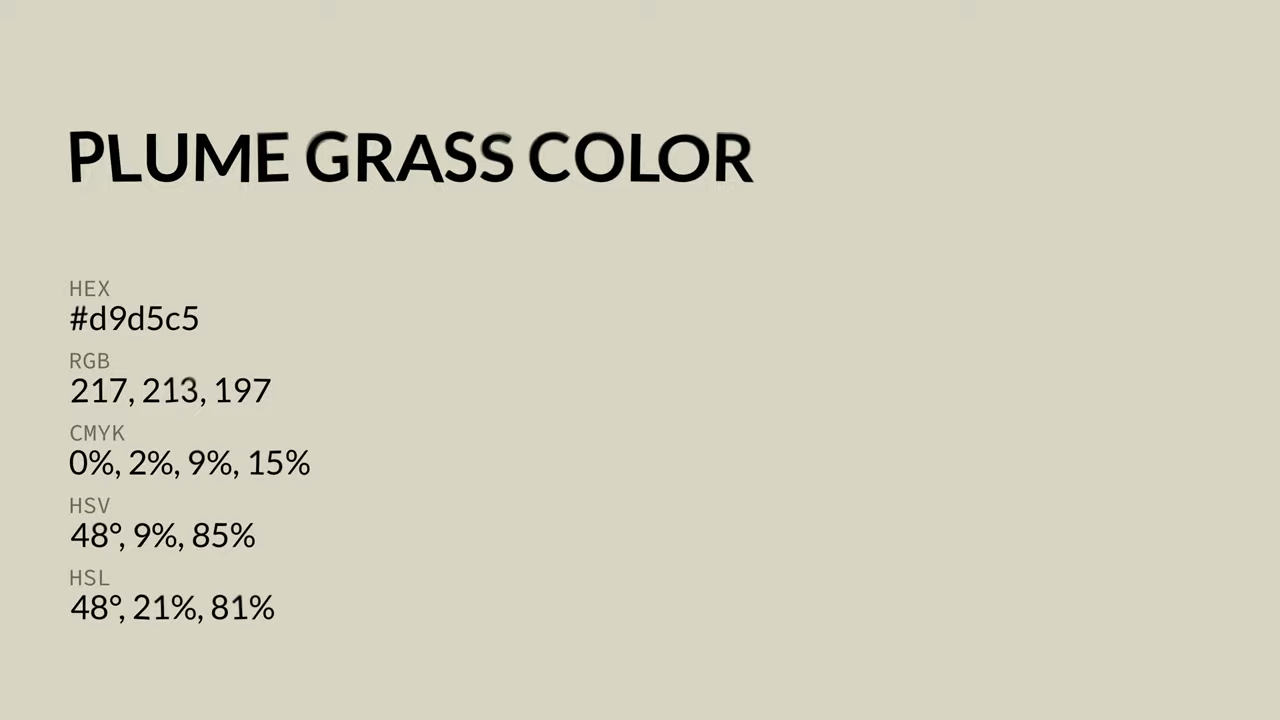 PLUME GRASS COLOR
HEX
#d9d5c5
RGB
217, 213, 197
CMYK
0%, 2%, 9%, 15%
HSV
48°, 9%, 85%
HSL
48°, 21%, 81%